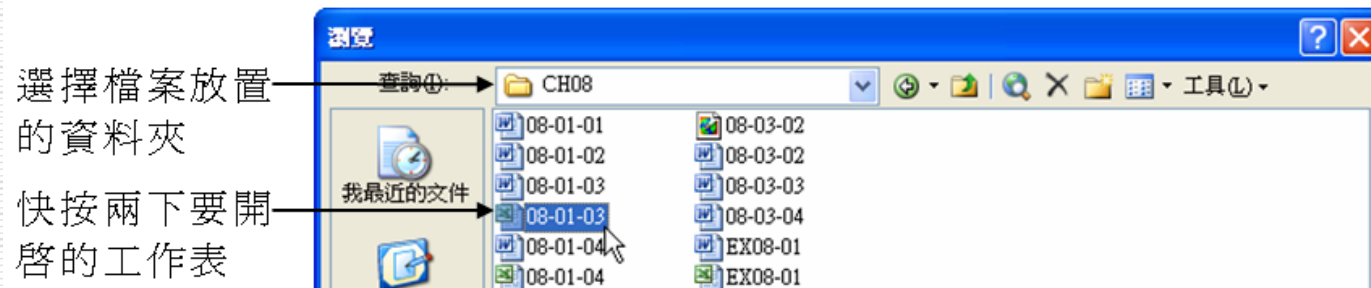 選擇檔案放置
的資料夾
快按兩下要開
啓的工作表
瀏覽
查詢(I):
CH08
工具(L)
我最近的文件
08-01-01
08-01-02
08-01-03
08-01-03
08-01-04
08-01-04
08-03-02
08-03-02
08-03-03
08-03-04
EX08-01
EX08-01